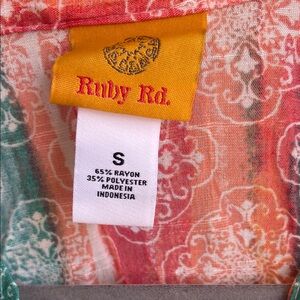 Ruby Rd.
S
65% RAYON
35% POLYESTER
MADE IN
INDONESIA